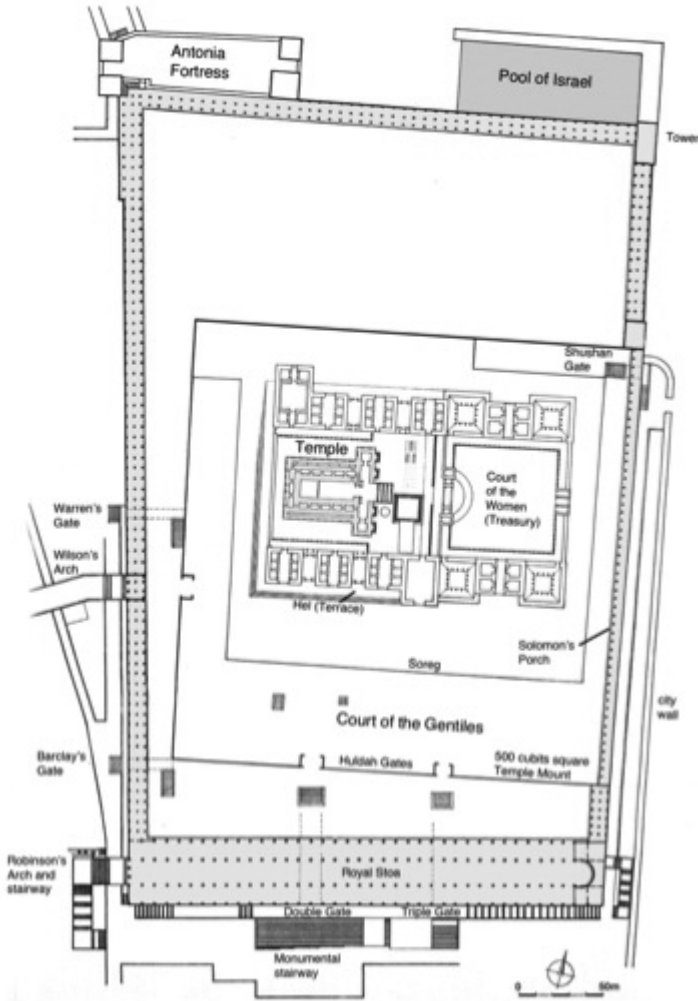 Antonia
Fortress
Pool of Israel
Tower
Shushan
Gate
Temple
Court
of the
Women
(Treasury)
Warren's
Gate
Wilson's
Arch
Hel (Terrace)
Solomon's
Porch
Soreg
city
wall
Court of the Gentiles
Barclay's
Gate
Huldah Gates
500 cubits square
Temple Mount
Robinson's
Arch and
stairway
Royal Stoa
Double Gate
Triple Gate
Monumental
stairway
0 50m